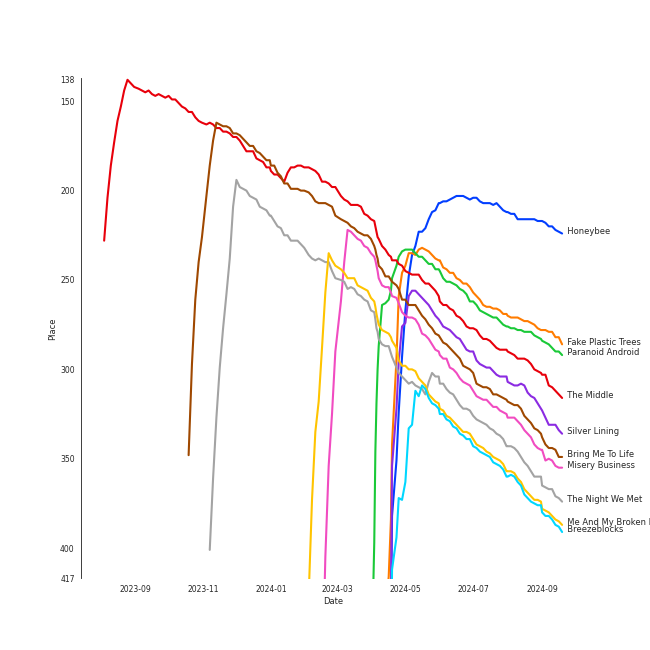 138
150
200
250
300
350
400
417
Place
2023-09
2023-11
2024-01
2024-03
2024-05
2024-07
2024-09
Date
Honeybee
Fake Plastic Trees
Paranoid Android
The Middle
Silver Lining
Bring Me To Life
Misery Business
The Night We Met
Me And My Broken
Breezeblocks